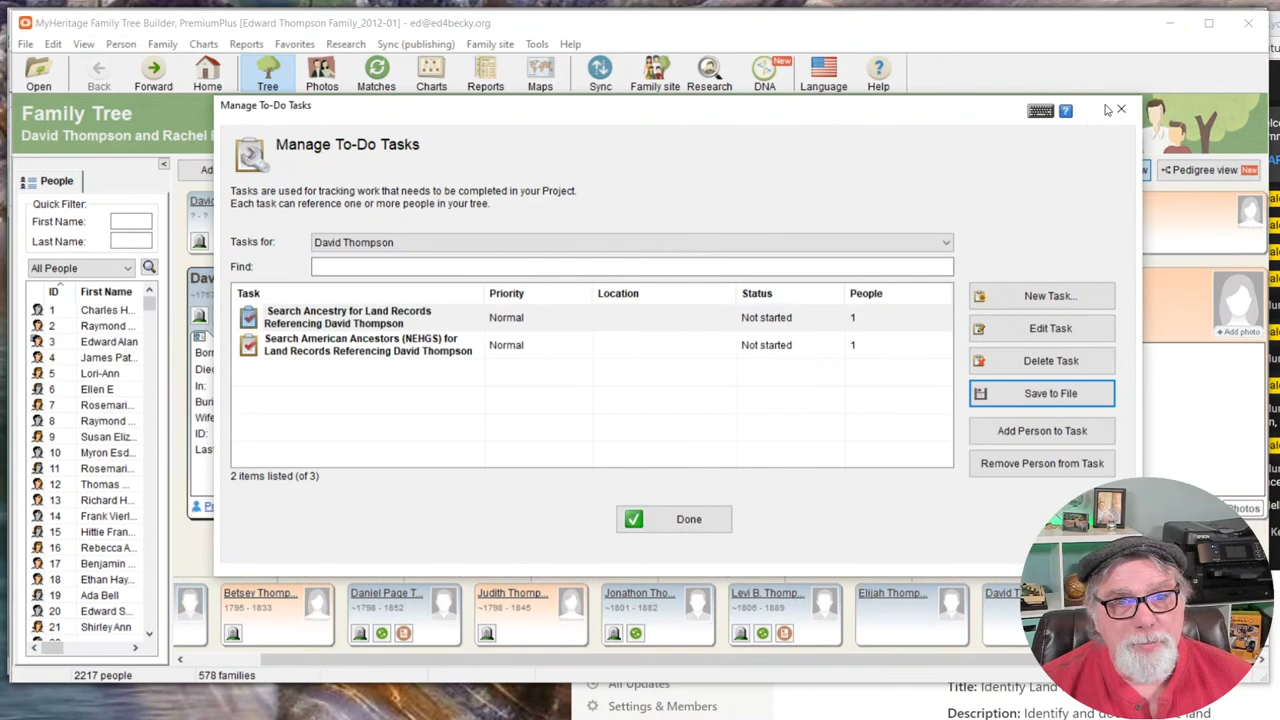 MyHeritage Family Tree Builder, PremiumPlus [Edward Thompson Family_2012-01] - ed@ed4becky.org
File Edit View Person Family Charts Reports Favorites Research Sync (publishing) Family site Tools Help
Open Back Forward Home Tree Photos Matches Charts Reports Maps Sync Family site Research DNA New Language Help
Family Tree
David Thompson and Rachel
Manage To-Do Tasks
Manage To-Do Tasks
Tasks are used for tracking work that needs to be completed in your Project.
Each task can reference one or more people in your tree.
Tasks for: David Thompson
Find:
Task Priority Location Status People
Search Ancestry for Land Records
Referencing David Thompson
Normal Not started 1
Search American Ancestors (NEHGS) for
Land Records Referencing David Thompson
Normal Not started 1
2 items listed (of 3)
New Task...
Edit Task
Delete Task
Save to File
Add Person to Task
Remove Person from Task
Done
Pedigree view New
+ Add photo
People
Quick Filter:
First Name:
Last Name:
All People
ID First Name
1 Charles H...
2 Raymond ...
3 Edward Alan
4 James Pat...
5 Lori-Ann
6 Ellen E
7 Rosemari...
8 Raymond ...
9 Susan Eliz...
10 Myron Esd...
11 Rosemari...
12 Thomas ...
13 Richard H...
14 Frank Vierl...
15 Hittie Fran...
16 Rebecca A...
17 Benjamin ...
18 Ethan Hay...
19 Ada Bell
20 Edward S...
21 Shirley Ann
2217 people 578 families
In:
ID:
Betsey Thomp...
1795 - 1833
Daniel Page T...
~1798 - 1852
Judith Thomp...
~1798 - 1845
Jonathon Tho...
~1801 - 1882
Levi B. Thomp...
~1806 - 1889
Elijah Thomp...
David T
All Updates
Settings & Members
Title: Identify Land
Description: Identify and
EPSON